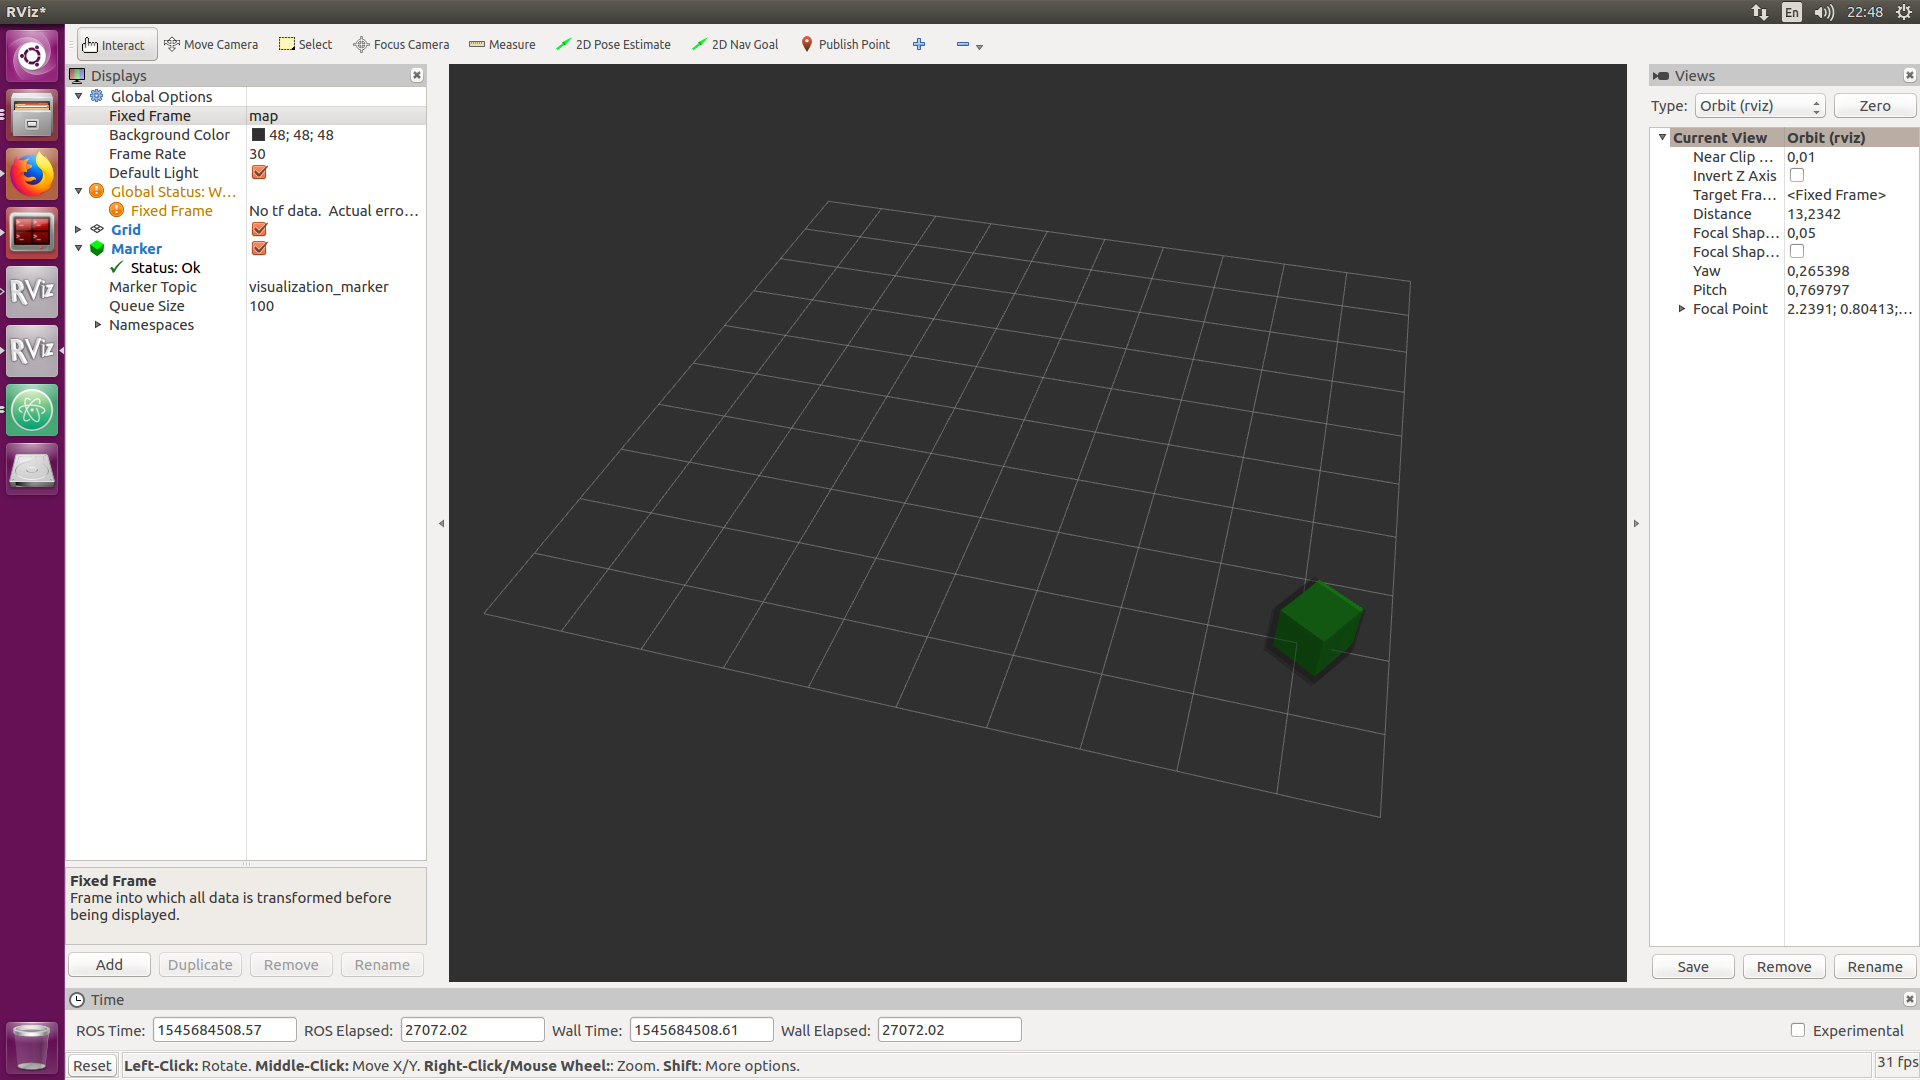 RViz*
En
22:48
Interact Move Camera Select Focus Camera Measure 2D Pose Estimate 2D Nav Goal Publish Point
Displays
Global Options
Fixed Frame map
Background Color 48; 48; 48
Frame Rate 30
Default Light
Global Status: W...
Fixed Frame No tf data.  Actual erro...
Grid
Marker
Status: Ok
Marker Topic visualization_marker
Queue Size 100
Namespaces
RViz
RViz
Fixed Frame
Frame into which all data is transformed before
being displayed.
Add Duplicate Remove Rename
Views
Type: Orbit (rviz) Zero
Current View Orbit (rviz)
Near Clip ... 0,01
Invert Z Axis
Target Fra... <Fixed Frame>
Distance 13,2342
Focal Shap... 0,05
Focal Shap...
Yaw 0,265398
Pitch 0,769797
Focal Point 2.2391; 0.80413;...
Save Remove Rename
Time
ROS Time: 1545684508.57 ROS Elapsed: 27072.02 Wall Time: 1545684508.61 Wall Elapsed: 27072.02 Experimental
Reset Left-Click: Rotate. Middle-Click: Move X/Y. Right-Click/Mouse Wheel:: Zoom. Shift: More options. 31 fps